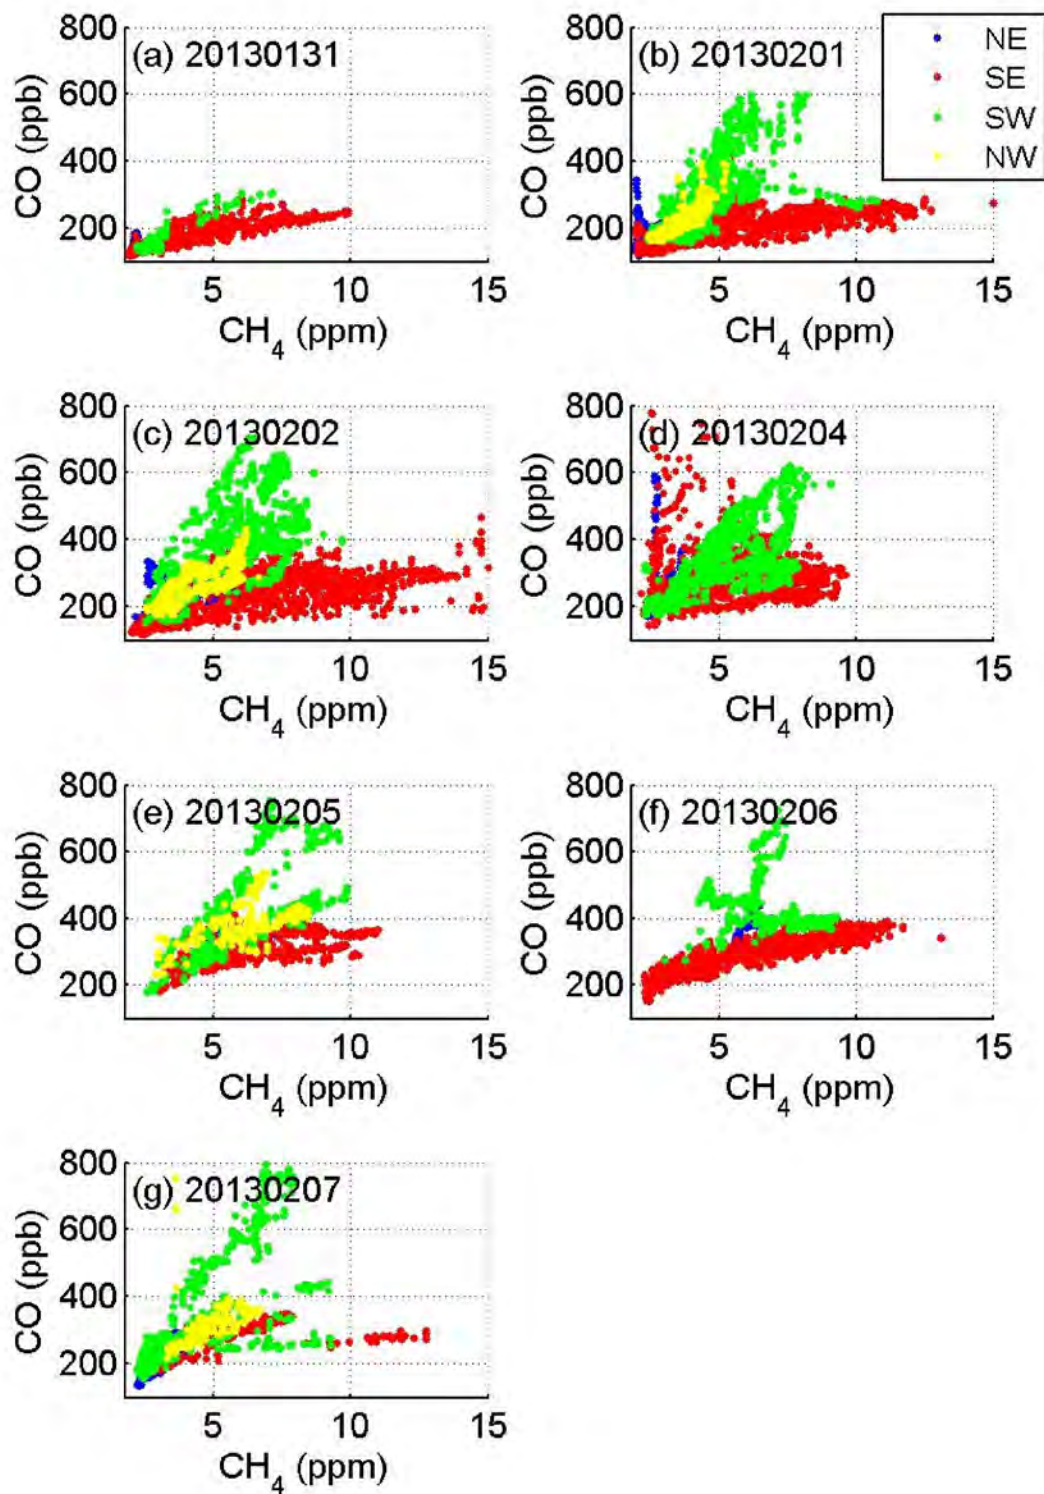 800
600
400
200
CO (ppb)
(a) 20130131
5
10
15
CH4 (ppm)
800
600
400
200
CO (ppb)
(b) 20130201
NE
SE
SW
NW
5
10
15
CH4 (ppm)
800
600
400
200
CO (ppb)
(c) 20130202
5
10
15
CH4 (ppm)
800
600
400
200
CO (ppb)
(d) 20130204
5
10
15
CH4 (ppm)
800
600
400
200
CO (ppb)
(e) 20130205
5
10
15
CH4 (ppm)
800
600
400
200
CO (ppb)
(f) 20130206
5
10
15
CH4 (ppm)
800
600
400
200
CO (ppb)
(g) 20130207
5
10
15
CH4 (ppm)